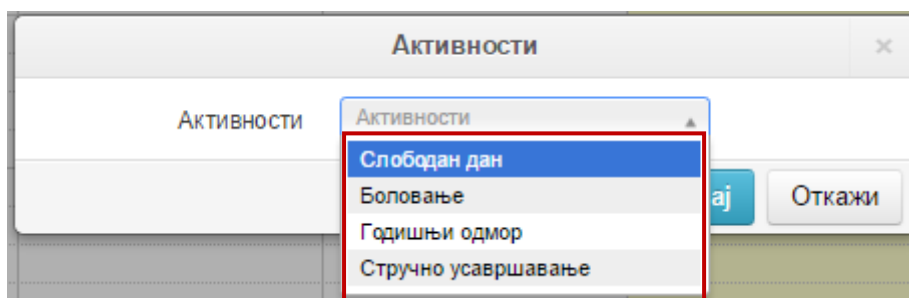 Активности
Активности Активности
Слободан дан
Боловање
Годишњи одмор
Откажи
Стручно усавршавање